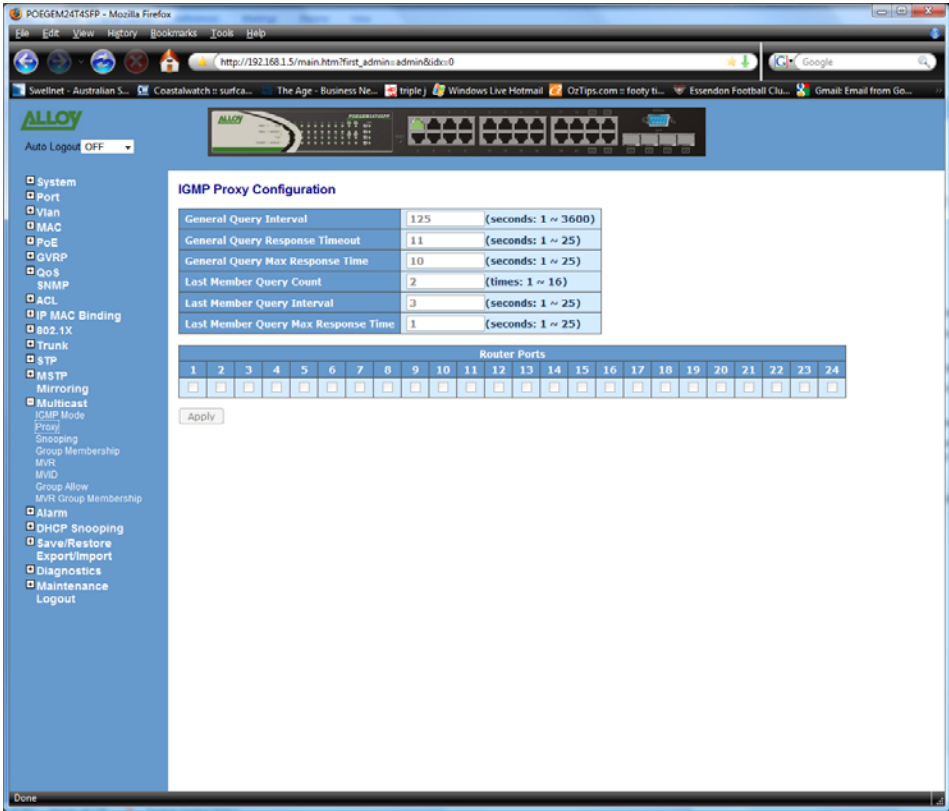 POEGEM24T4SFP - Mozilla Firefox
File Edit View History Bookmarks Tools Help
http://192.168.1.5/main.htm?first_admin=admin&idx=0
Google
Swellnet - Australian S... Coastalwatch :: surfca... The Age - Business Ne... triple j Windows Live Hotmail OzTips.com :: footy ti... Essendon Football Clu... Gmail: Email from Go...
ALLOY
Auto Logout OFF
ALLOY
POEGEM24T4SFP
System
Port
Vlan
MAC
PoE
GVRP
QoS
SNMP
ACL
IP MAC Binding
802.1X
Trunk
STP
MSTP
Mirroring
Multicast
IGMP Mode
Proxy
Snooping
Group Membership
MVR
MVID
Group Allow
MVR Group Membership
Alarm
DHCP Snooping
Save/Restore
Export/Import
Diagnostics
Maintenance
Logout
IGMP Proxy Configuration
General Query Interval 125 (seconds: 1 ~ 3600)
General Query Response Timeout 11 (seconds: 1 ~ 25)
General Query Max Response Time 10 (seconds: 1 ~ 25)
Last Member Query Count 2 (times: 1 ~ 16)
Last Member Query Interval 3 (seconds: 1 ~ 25)
Last Member Query Max Response Time 1 (seconds: 1 ~ 25)
Router Ports
1 2 3 4 5 6 7 8 9 10 11 12 13 14 15 16 17 18 19 20 21 22 23 24
Apply
Done